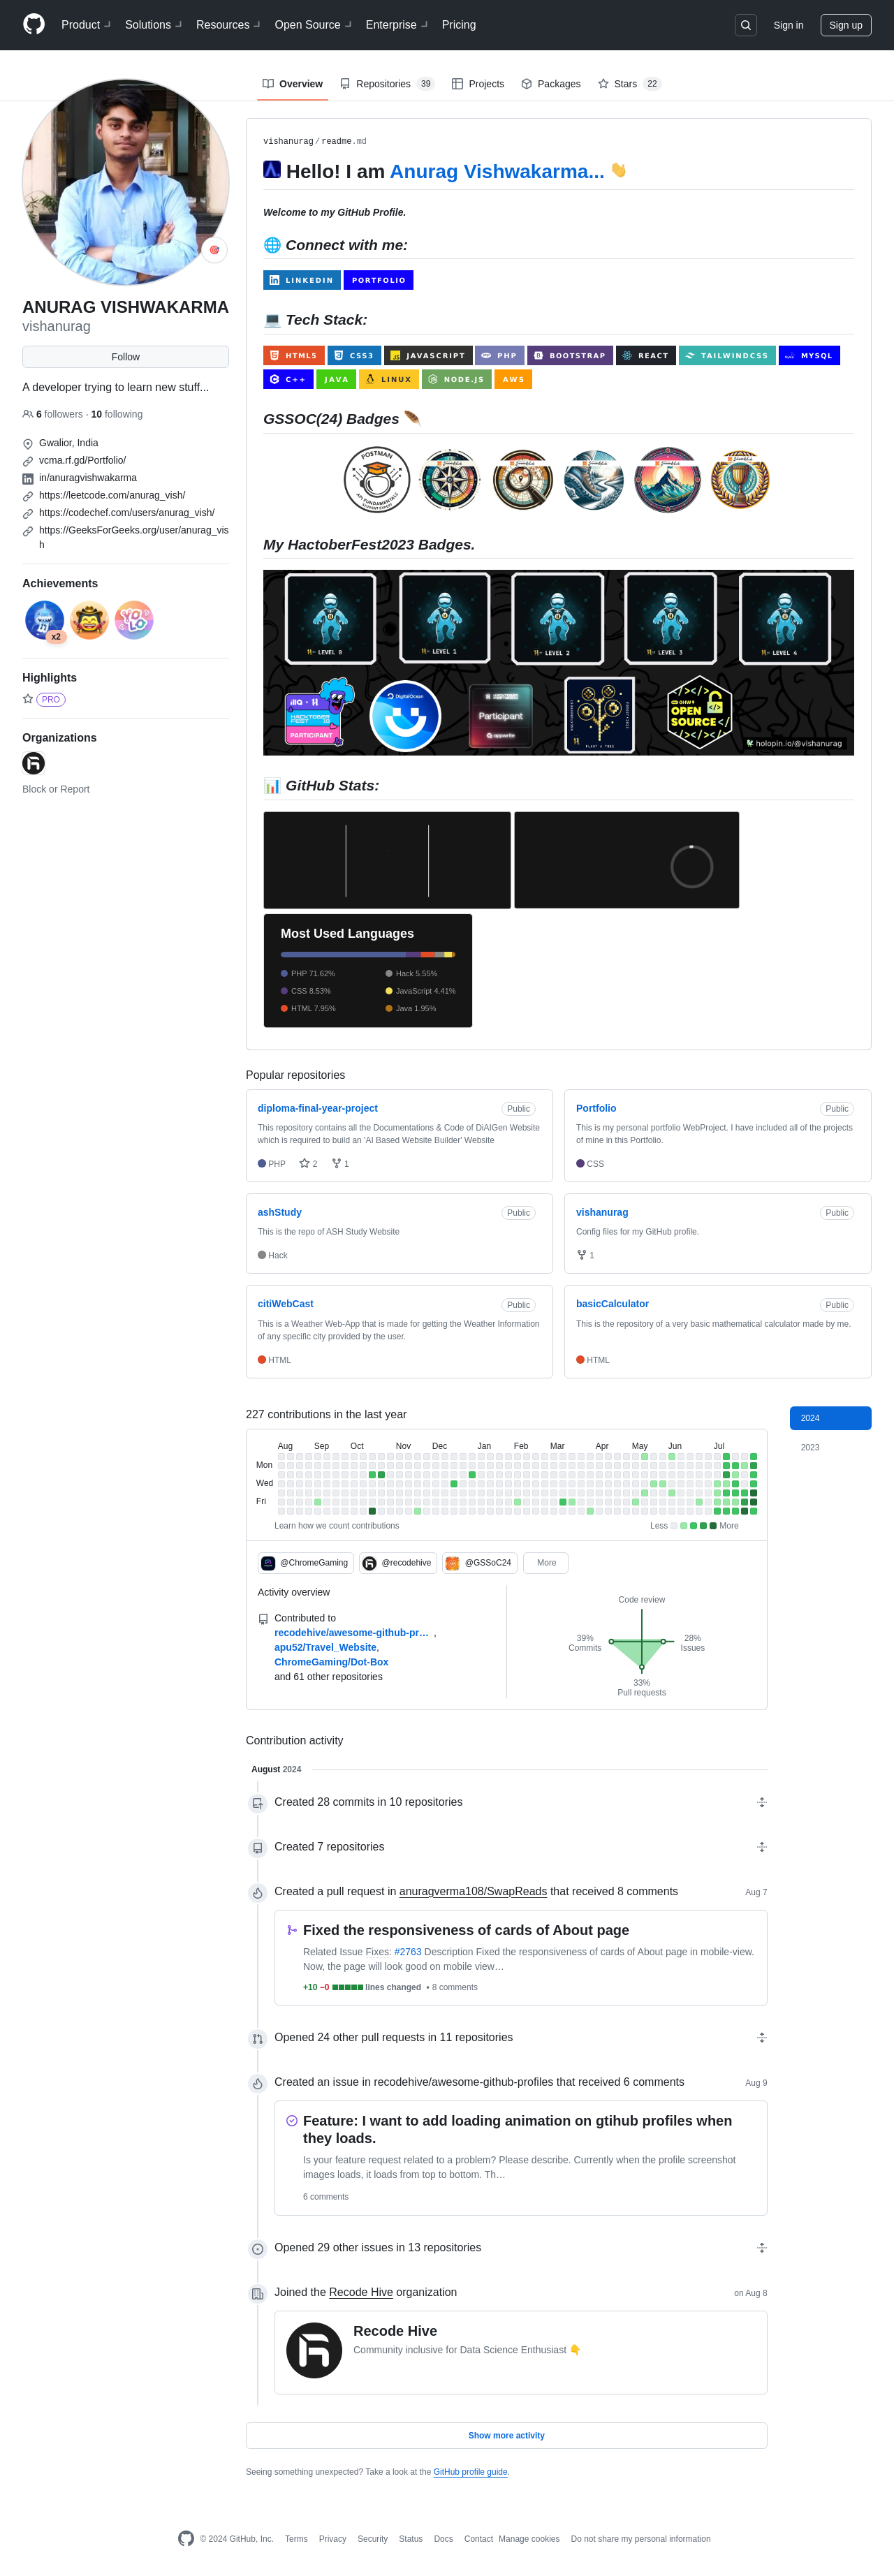 Product
Solutions
Resources
Open Source
Enterprise
Pricing
Sign in
Sign up
Overview
Repositories 39
Projects
Packages
Stars 22
ANURAG VISHWAKARMA
vishanurag
Follow
A developer trying to learn new stuff...
6 followers · 10 following
Gwalior, India
vcma.rf.gd/Portfolio/
in/anuragvishwakarma
https://leetcode.com/anurag_vish/
https://codechef.com/users/anurag_vish/
https://GeeksForGeeks.org/user/anurag_vis
h
Achievements
x2
YOLO
Highlights
PRO
Organizations
Block or Report
vishanurag/readme.md
Hello! I am Anurag Vishwakarma... 👋
Welcome to my GitHub Profile.
🌐 Connect with me:
LINKEDIN
PORTFOLIO
💻 Tech Stack:
HTML5
CSS3
JAVASCRIPT
PHP
BOOTSTRAP
REACT
TAILWINDCSS
MYSQL
C++
JAVA
LINUX
NODE.JS
AWS
GSSOC(24) Badges 🪶
POSTMAN
API FUNDAMENTALS
STUDENT EXPERT
My HactoberFest2023 Badges.
LEVEL 0
LEVEL 1
LEVEL 2
LEVEL 3
LEVEL 4
HACKTOBER
FEST
PARTICIPANT
DigitalOcean
Participant
appwrite
PLANT A TREE
OPEN
SOURCE
holopin.io/@vishanurag
📊 GitHub Stats:
Most Used Languages
PHP 71.62%
Hack 5.55%
CSS 8.53%
JavaScript 4.41%
HTML 7.95%
Java 1.95%
Popular repositories
diploma-final-year-project
Public
This repository contains all the Documentations & Code of DiAIGen Website
which is required to build an 'AI Based Website Builder' Website
PHP
2
1
Portfolio
Public
This is my personal portfolio WebProject. I have included all of the projects
of mine in this Portfolio.
CSS
ashStudy
Public
This is the repo of ASH Study Website
Hack
vishanurag
Public
Config files for my GitHub profile.
1
citiWebCast
Public
This is a Weather Web-App that is made for getting the Weather Information
of any specific city provided by the user.
HTML
basicCalculator
Public
This is the repository of a very basic mathematical calculator made by me.
HTML
227 contributions in the last year
2024
2023
Aug Sep Oct Nov Dec Jan Feb Mar Apr May Jun Jul
Mon
Wed
Fri
Learn how we count contributions
Less
More
@ChromeGaming
@recodehive
@GSSoC24
More
Activity overview
Contributed to
recodehive/awesome-github-pr… ,
apu52/Travel_Website,
ChromeGaming/Dot-Box
and 61 other repositories
Code review
39%
Commits
28%
Issues
33%
Pull requests
Contribution activity
August 2024
Created 28 commits in 10 repositories
Created 7 repositories
Created a pull request in anuragverma108/SwapReads that received 8 comments
Aug 7
Fixed the responsiveness of cards of About page
Related Issue Fixes: #2763 Description Fixed the responsiveness of cards of About page in mobile-view.
Now, the page will look good on mobile view…
+10 −0 lines changed • 8 comments
Opened 24 other pull requests in 11 repositories
Created an issue in recodehive/awesome-github-profiles that received 6 comments
Aug 9
Feature: I want to add loading animation on gtihub profiles when
they loads.
Is your feature request related to a problem? Please describe. Currently when the profile screenshot
images loads, it loads from top to bottom. Th…
6 comments
Opened 29 other issues in 13 repositories
Joined the Recode Hive organization
on Aug 8
Recode Hive
Community inclusive for Data Science Enthusiast 👇
Show more activity
Seeing something unexpected? Take a look at the GitHub profile guide.
© 2024 GitHub, Inc.
Terms
Privacy
Security
Status
Docs
Contact
Manage cookies
Do not share my personal information